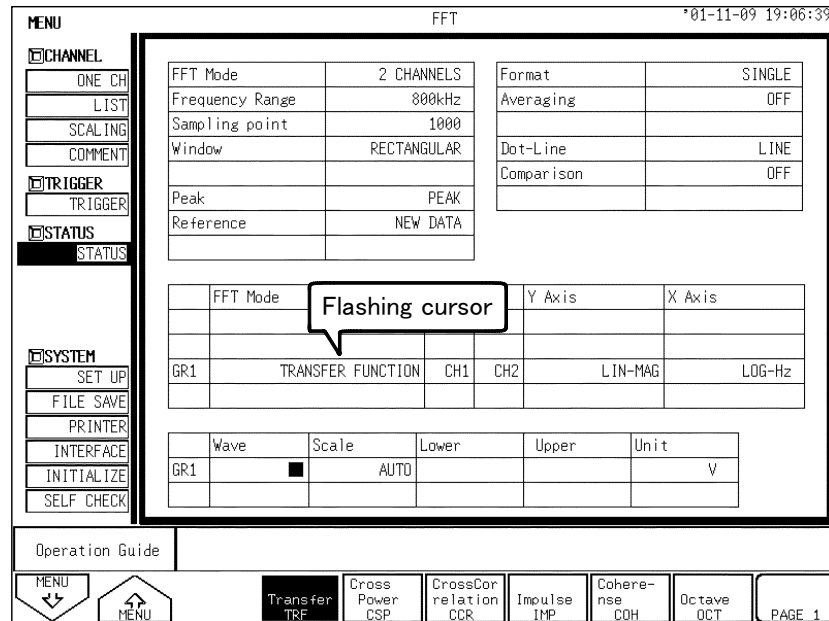 MENU FFT '01-11-09 19:06:39
CHANNEL
ONE CH
LIST
SCALING
COMMENT
TRIGGER
TRIGGER
STATUS
STATUS
SYSTEM
SET UP
FILE SAVE
PRINTER
INTERFACE
INITIALIZE
SELF CHECK
FFT Mode 2 CHANNELS
Frequency Range 800kHz
Sampling point 1000
Window RECTANGULAR
Peak PEAK
Reference NEW DATA
Format SINGLE
Averaging OFF
Dot-Line LINE
Comparison OFF
FFT Mode Y Axis X Axis
Flashing cursor
GR1 TRANSFER FUNCTION CH1 CH2 LIN-MAG LOG-Hz
Wave Scale Lower Upper Unit
GR1 AUTO V
Operation Guide
MENU
MENU
Transfer
TRF
Cross
Power
CSP
CrossCor
relation
CCR
Impulse
IMP
Cohere-
nse
COH
Octave
OCT
PAGE 1